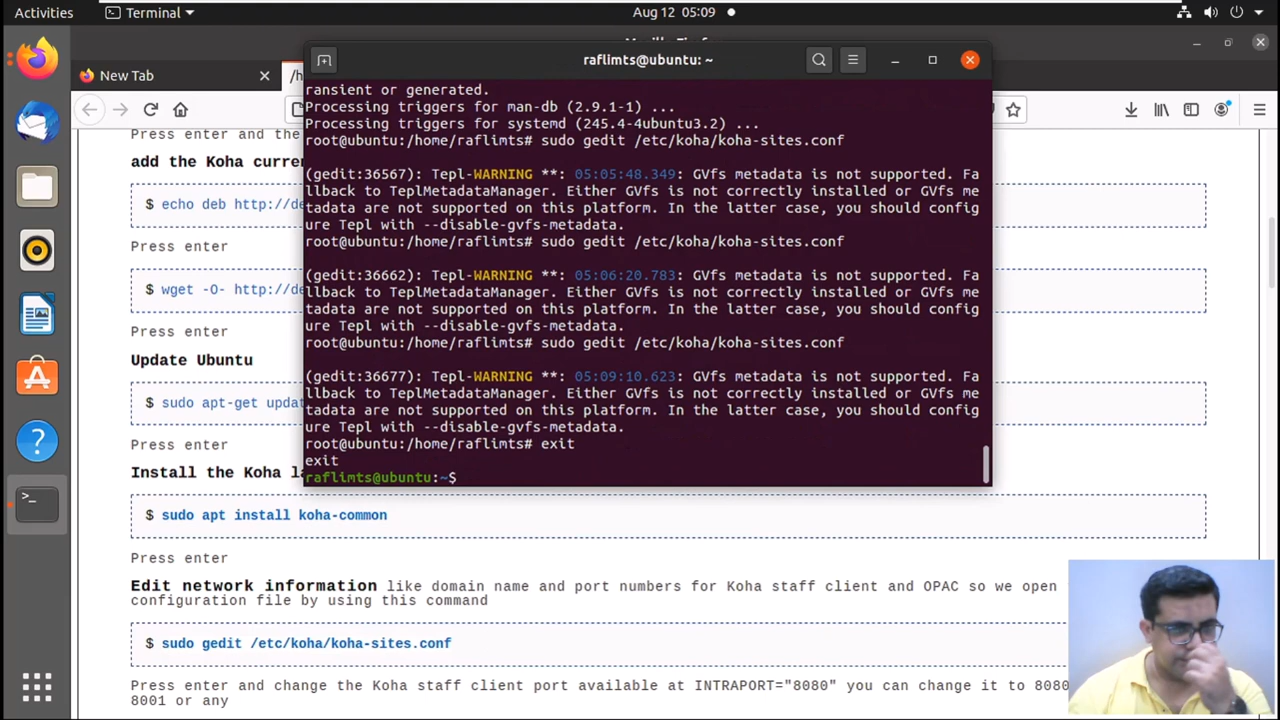 Activities
Terminal
Aug 12 05:09
New Tab
raflimts@ubuntu: ~
ransient or generated.
Processing triggers for man-db (2.9.1-1) ...
Processing triggers for systemd (245.4-4ubuntu3.2) ...
root@ubuntu:/home/raflimts# sudo gedit /etc/koha/koha-sites.conf
(gedit:36567): Tepl-WARNING **: 05:05:48.349: GVfs metadata is not supported. Fa
llback to TeplMetadataManager. Either GVfs is not correctly installed or GVfs me
tadata are not supported on this platform. In the latter case, you should config
ure Tepl with --disable-gvfs-metadata.
root@ubuntu:/home/raflimts# sudo gedit /etc/koha/koha-sites.conf
(gedit:36662): Tepl-WARNING **: 05:06:20.783: GVfs metadata is not supported. Fa
llback to TeplMetadataManager. Either GVfs is not correctly installed or GVfs me
tadata are not supported on this platform. In the latter case, you should config
ure Tepl with --disable-gvfs-metadata.
root@ubuntu:/home/raflimts# sudo gedit /etc/koha/koha-sites.conf
(gedit:36677): Tepl-WARNING **: 05:09:10.623: GVfs metadata is not supported. Fa
llback to TeplMetadataManager. Either GVfs is not correctly installed or GVfs me
tadata are not supported on this platform. In the latter case, you should config
ure Tepl with --disable-gvfs-metadata.
root@ubuntu:/home/raflimts# exit
exit
raflimts@ubuntu:~$
Press enter and the
add the Koha curren
$ echo deb http://de
Press enter
$ wget -O- http://de
Press enter
Update Ubuntu
$ sudo apt-get updat
Press enter
Install the Koha la
$ sudo apt install koha-common
Press enter
Edit network information like domain name and port numbers for Koha staff client and OPAC so we open
configuration file by using this command
$ sudo gedit /etc/koha/koha-sites.conf
Press enter and change the Koha staff client port available at INTRAPORT="8080" you can change it to 8080
8001 or any